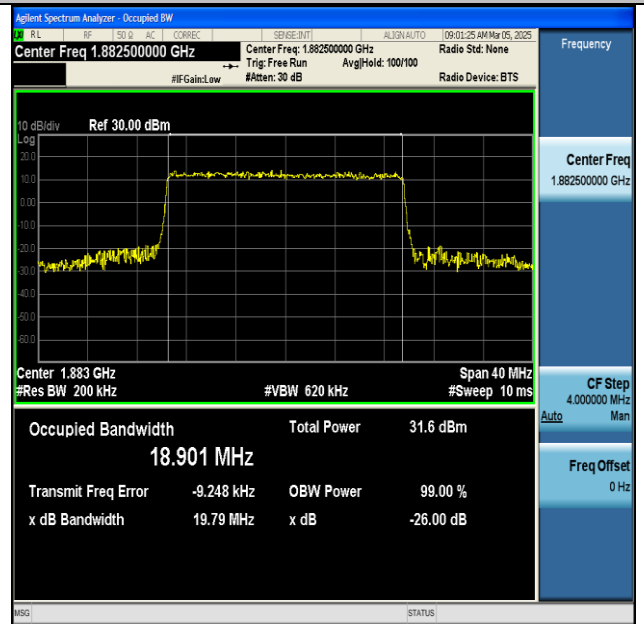 Agilent Spectrum Analyzer - Occupied BW
LXI RL RF 50 Ω AC CORREC SENSE:INT ALIGN AUTO 09:01:25 AM Mar 05, 2025
Center Freq 1.882500000 GHz Center Freq: 1.882500000 GHz Radio Std: None
Trig: Free Run Avg|Hold: 100/100
#IFGain:Low #Atten: 30 dB Radio Device: BTS
10 dB/div Ref 30.00 dBm
Log
20.0
10.0
0.00
-10.0
-20.0
-30.0
-40.0
-50.0
-60.0
Center 1.883 GHz Span 40 MHz
#Res BW 200 kHz #VBW 620 kHz #Sweep 10 ms
Occupied Bandwidth Total Power 31.6 dBm
18.901 MHz
Transmit Freq Error -9.248 kHz OBW Power 99.00 %
x dB Bandwidth 19.79 MHz x dB -26.00 dB
MSG STATUS
Frequency
Center Freq
1.882500000 GHz
CF Step
4.000000 MHz
Auto Man
Freq Offset
0 Hz